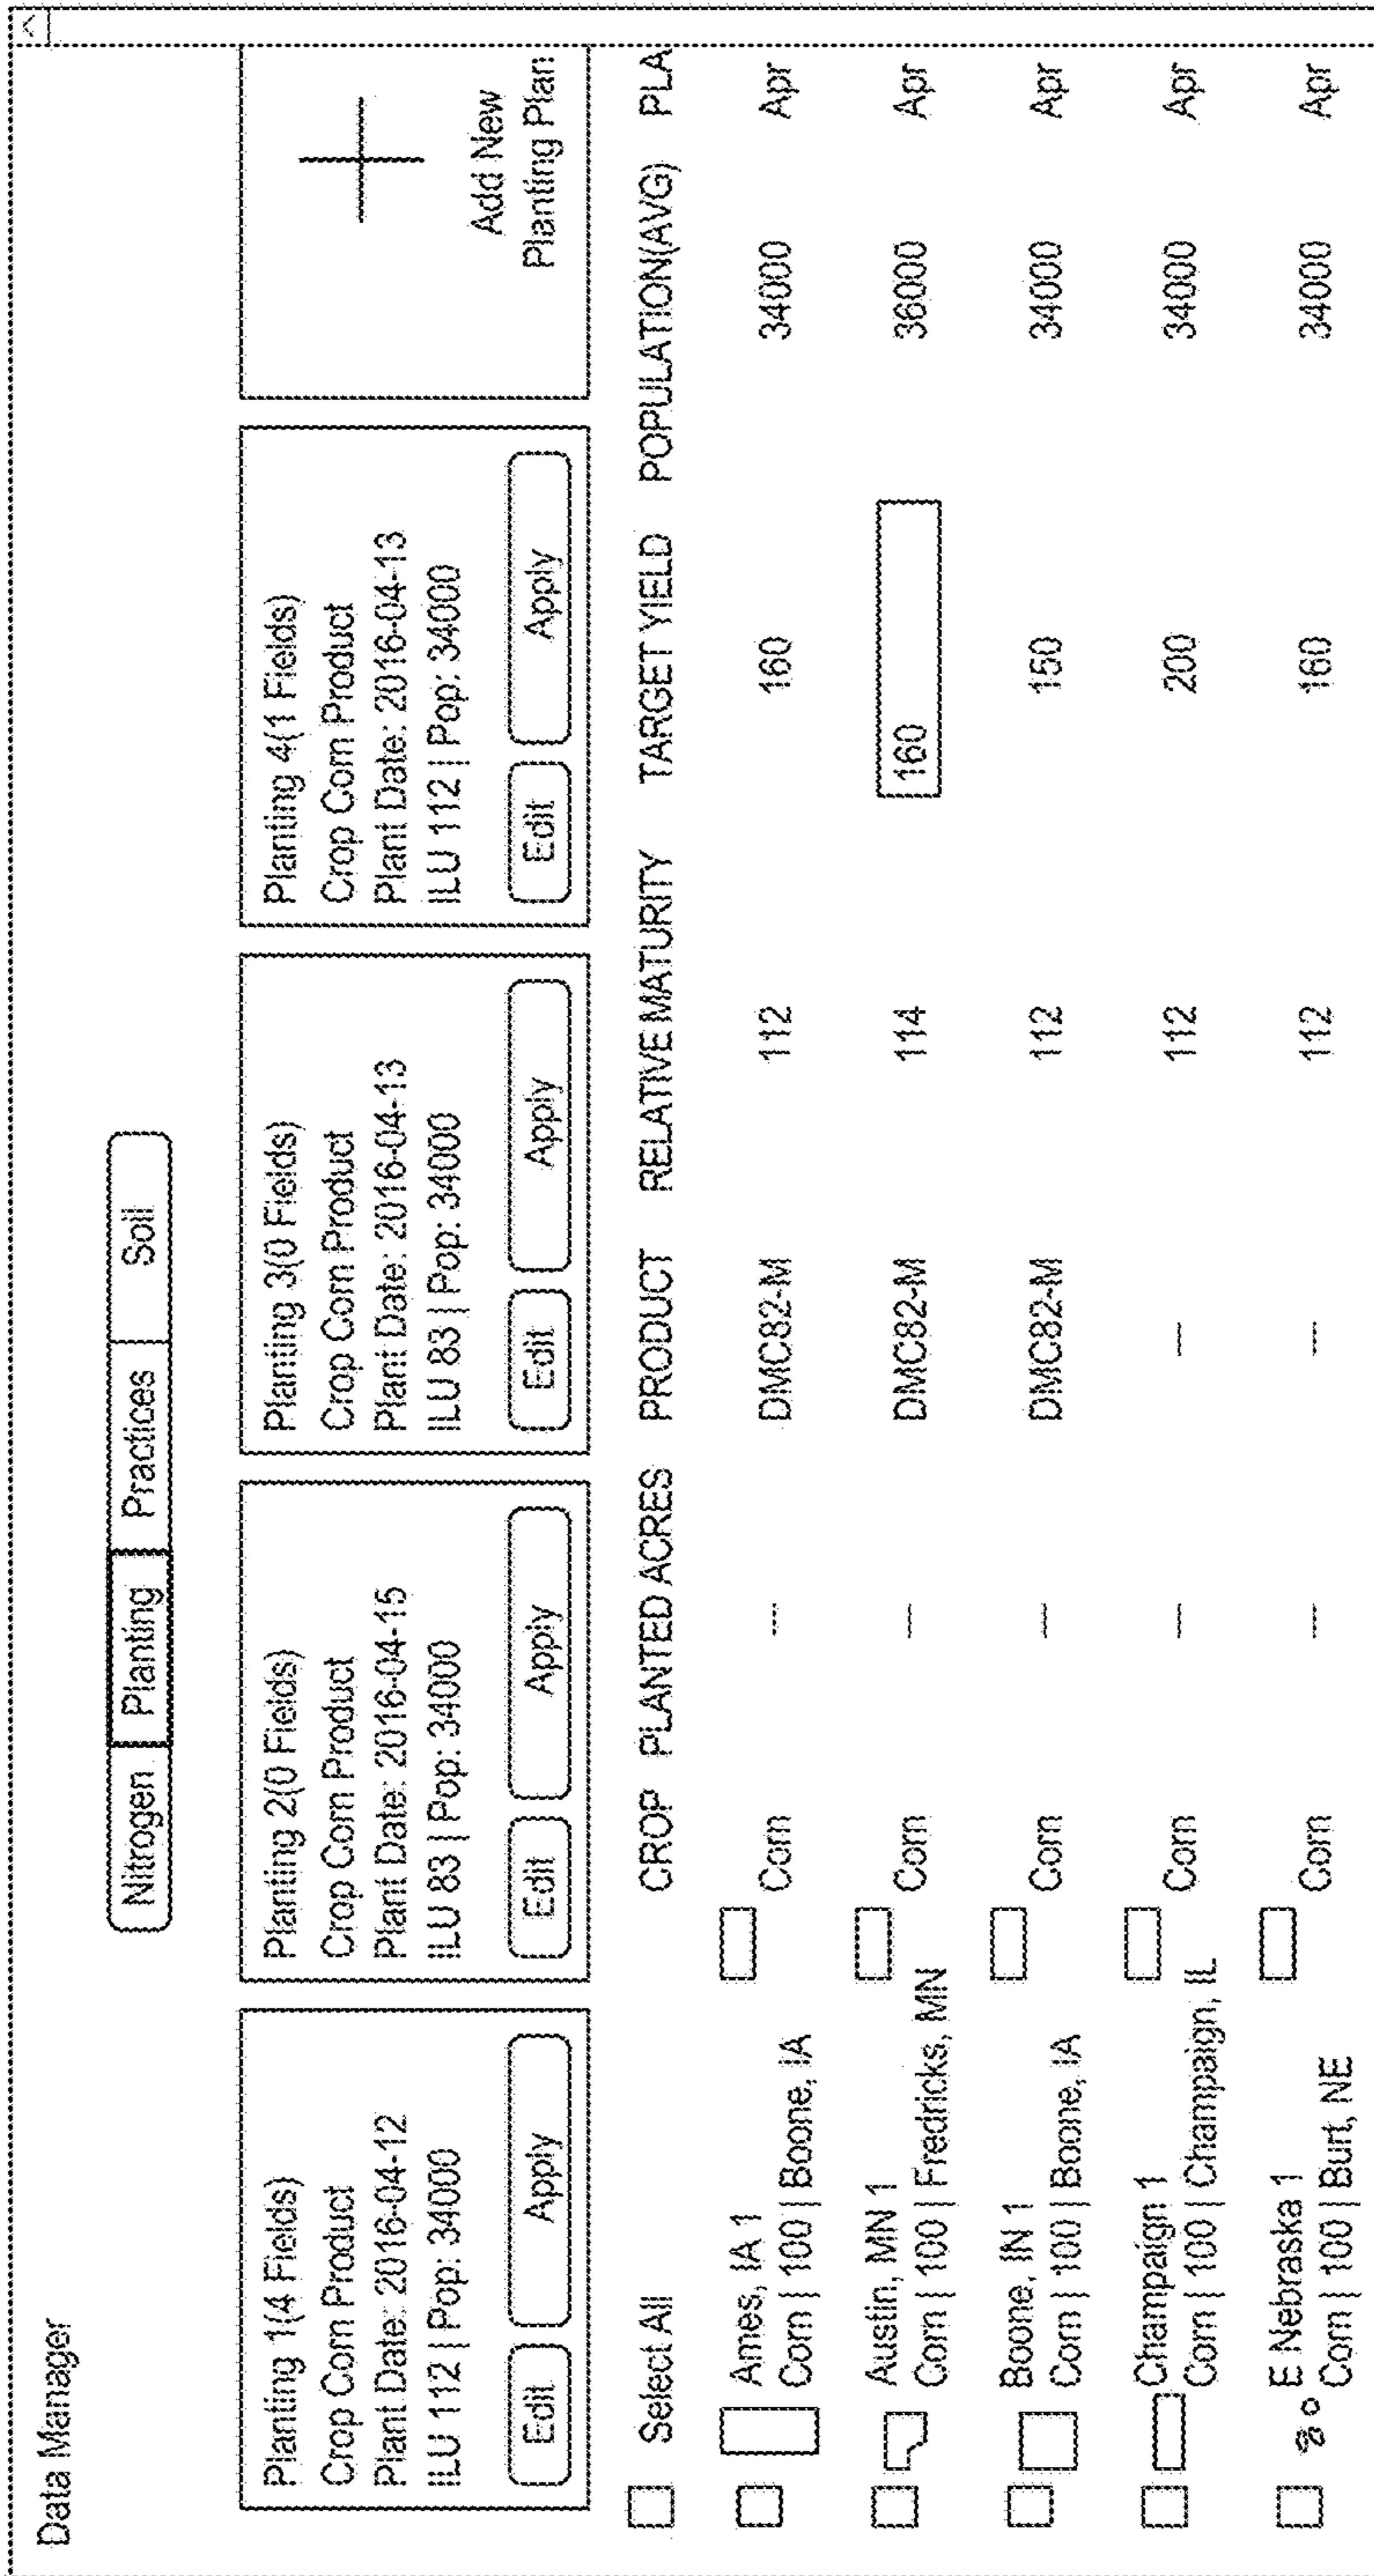 Data Manager
Nitrogen Planting Practices Soil
Planting 1(4 Fields)
Crop Corn Product
Plant Date: 2016-04-12
ILU 112 | Pop: 34000
Edit Apply
Planting 2(0 Fields)
Crop Corn Product
Plant Date: 2016-04-15
ILU 83 | Pop: 34000
Edit Apply
Planting 3(0 Fields)
Crop Corn Product
Plant Date: 2016-04-13
ILU 83 | Pop: 34000
Edit Apply
Planting 4(1 Fields)
Crop Corn Product
Plant Date: 2016-04-13
ILU 112 | Pop: 34000
Edit Apply
Add New
Planting Plan
Select All CROP PLANTED ACRES PRODUCT RELATIVE MATURITY TARGET YIELD POPULATION(AVG) PLA
Ames, IA 1
Corn | 100 | Boone, IA Corn --- DMC82-M 112 160 34000 Apr
Austin, MN 1
Corn | 100 | Fredricks, MN Corn — DMC82-M 114 160 36000 Apr
Boone, IN 1
Corn | 100 | Boone, IA Corn — DMC82-M 112 150 34000 Apr
Champaign 1
Corn | 100 | Champaign, IL Corn — — 112 200 34000 Apr
E Nebraska 1
Corn | 100 | Burt, NE Corn — — 112 160 34000 Apr